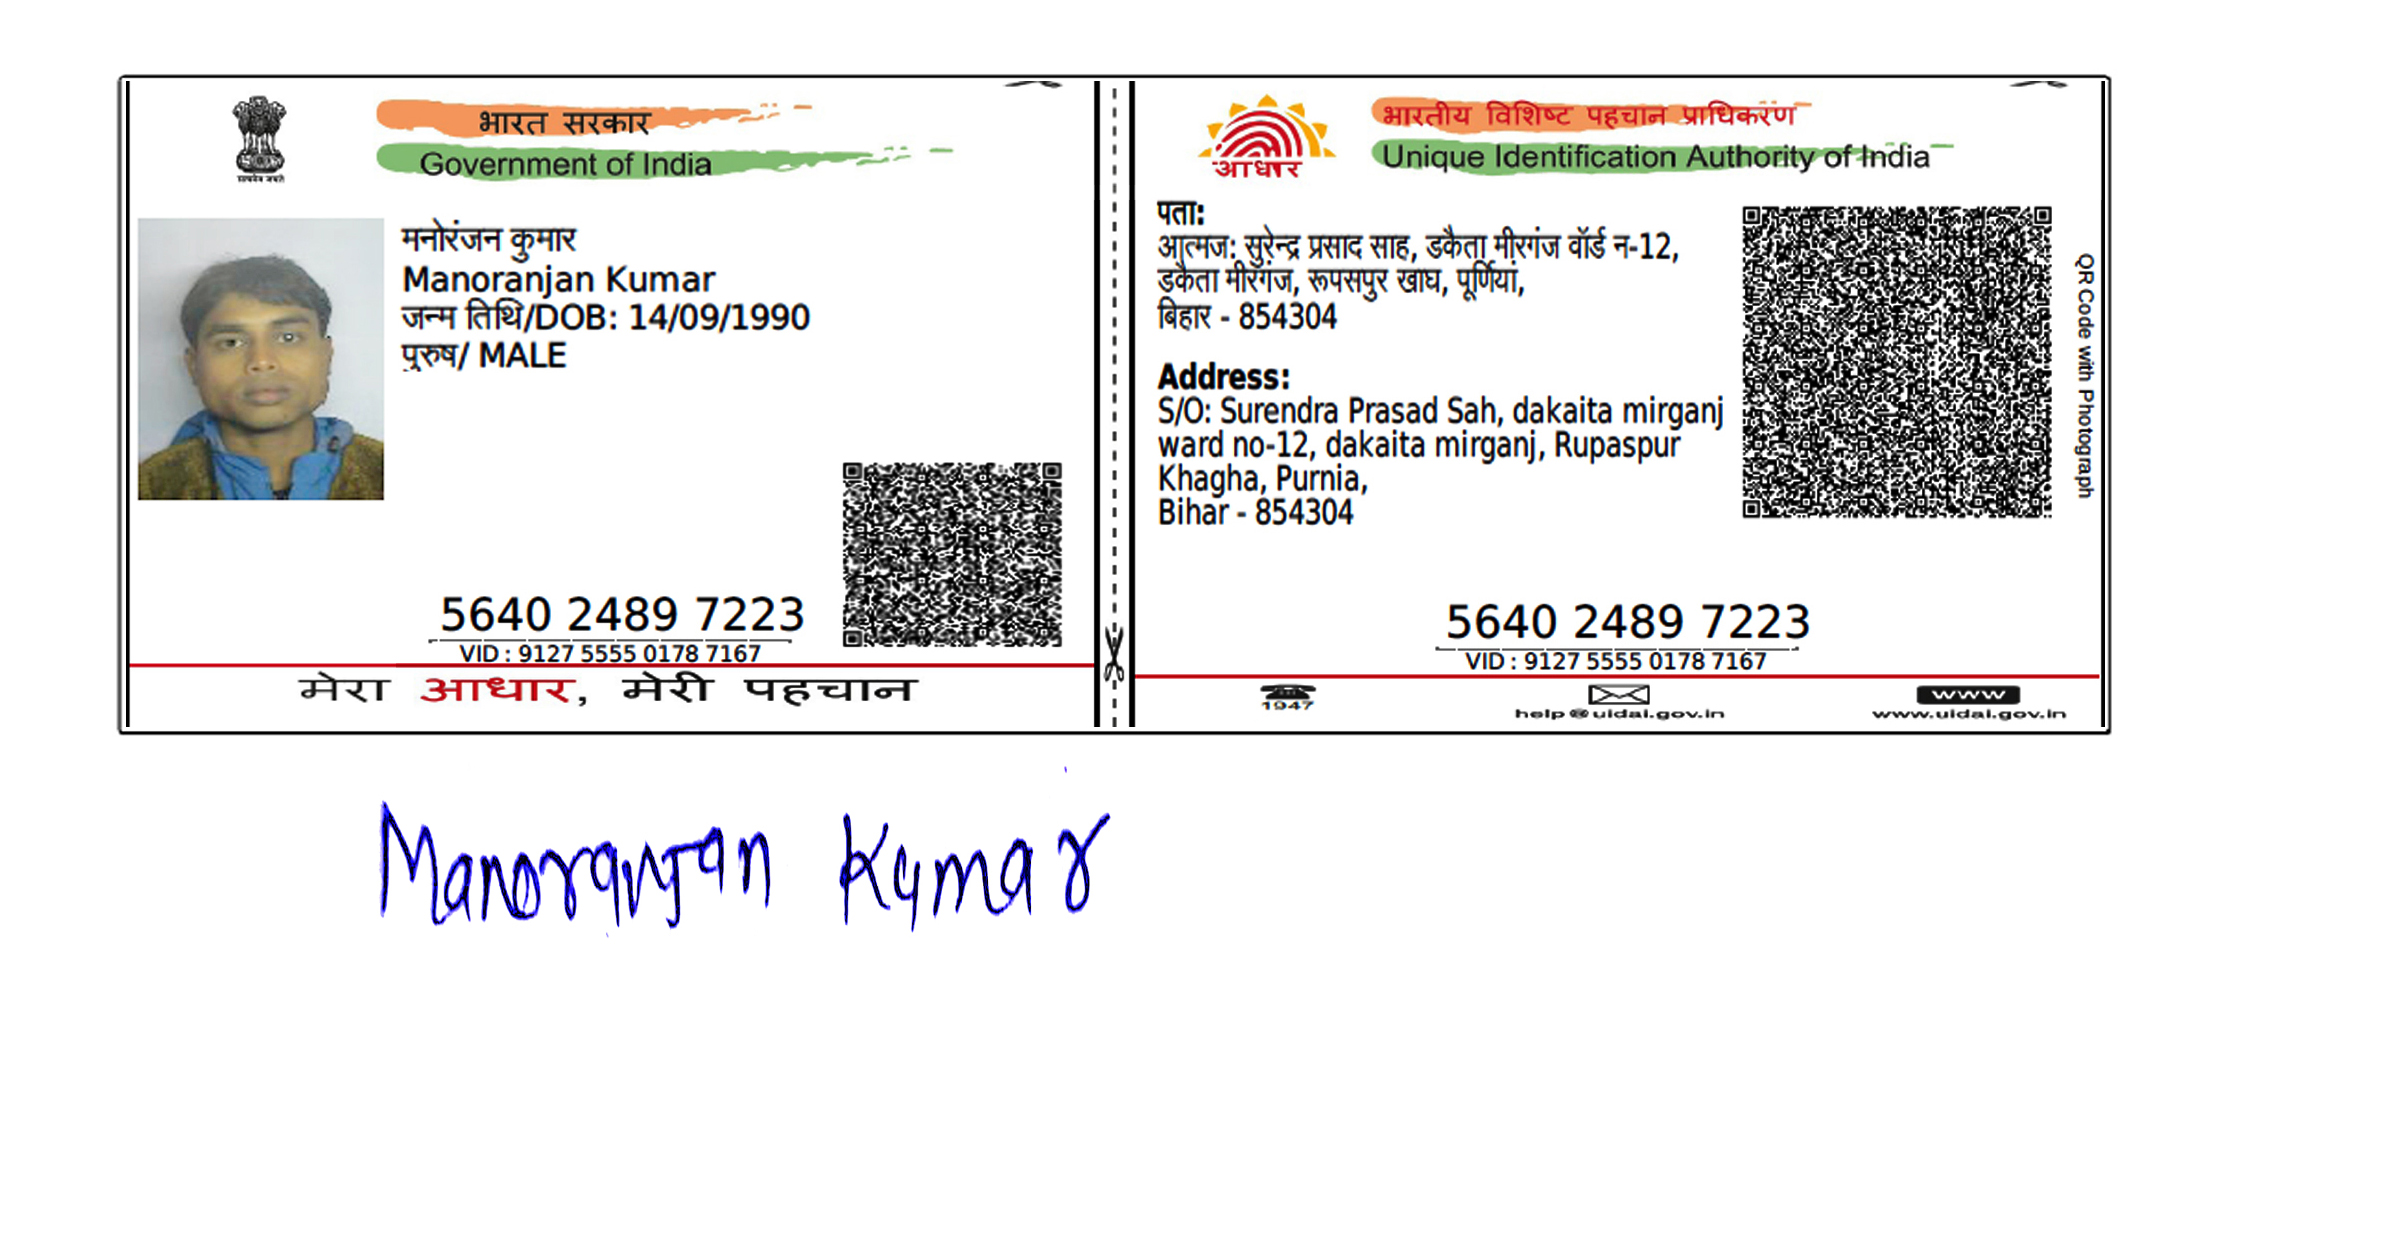 भारत सरकार
Government of India
मनोरंजन कुमार
Manoranjan Kumar
जन्म तिथि/DOB: 14/09/1990
पुरुष/ MALE
5640 2489 7223
VID : 9127 5555 0178 7167
मेरा आधार, मेरी पहचान
भारतीय विशिष्ट पहचान प्राधिकरण
Unique Identification Authority of India
आधार
पता:
आत्मज: सुरेन्द्र प्रसाद साह, डकैता मीरगंज वॉर्ड न-12,
डकैता मीरगंज, रूपसपुर खाघ, पूर्णियां,
बिहार - 854304
Address:
S/O: Surendra Prasad Sah, dakaita mirganj
ward no-12, dakaita mirganj, Rupaspur
Khagha, Purnia,
Bihar - 854304
QR Code with Photograph
5640 2489 7223
VID : 9127 5555 0178 7167
1947
help@uidai.gov.in
www
www.uidai.gov.in
Manoranjan Kumar